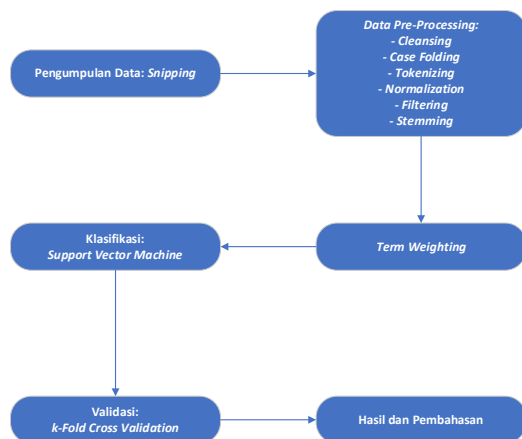 Pengumpulan Data: Snipping
Data Pre-Processing:
- Cleansing
- Case Folding
- Tokenizing
- Normalization
- Filtering
- Stemming
Term Weighting
Klasifikasi:
Support Vector Machine
Validasi:
k-Fold Cross Validation
Hasil dan Pembahasan